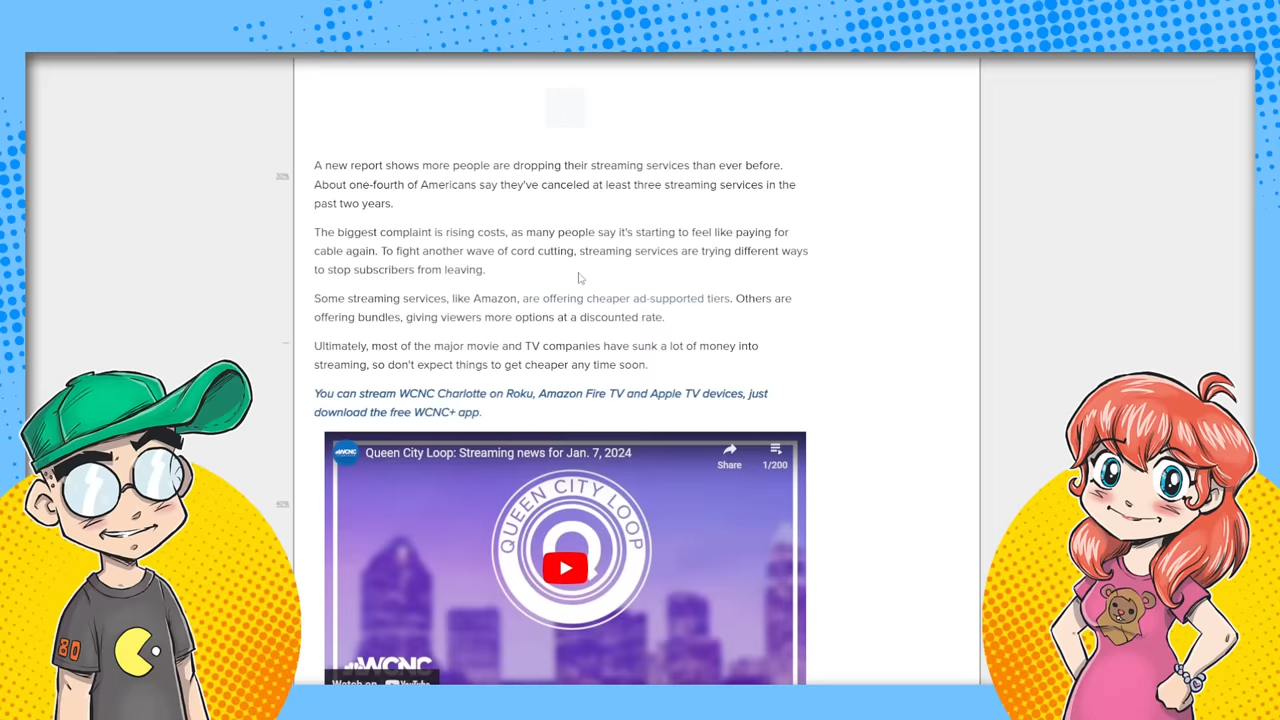 A new report shows more people are dropping their streaming services than ever before.
30%
About one-fourth of Americans say they've canceled at least three streaming services in the
past two years.
The biggest complaint is rising costs, as many people say it's starting to feel like paying for
cable again. To fight another wave of cord cutting, streaming services are trying different ways
to stop subscribers from leaving.
Some streaming services, like Amazon, are offering cheaper ad-supported tiers. Others are
offering bundles, giving viewers more options at a discounted rate.
Ultimately, most of the major movie and TV companies have sunk a lot of money into
streaming, so don't expect things to get cheaper any time soon.
You can stream WCNC Charlotte on Roku, Amazon Fire TV and Apple TV devices, just
download the free WCNC+ app.
WCNC
Queen City Loop: Streaming news for Jan. 7, 2024
Share
1/200
QUEEN CITY LOOP
Q
WCNC
Watch on YouTube
80